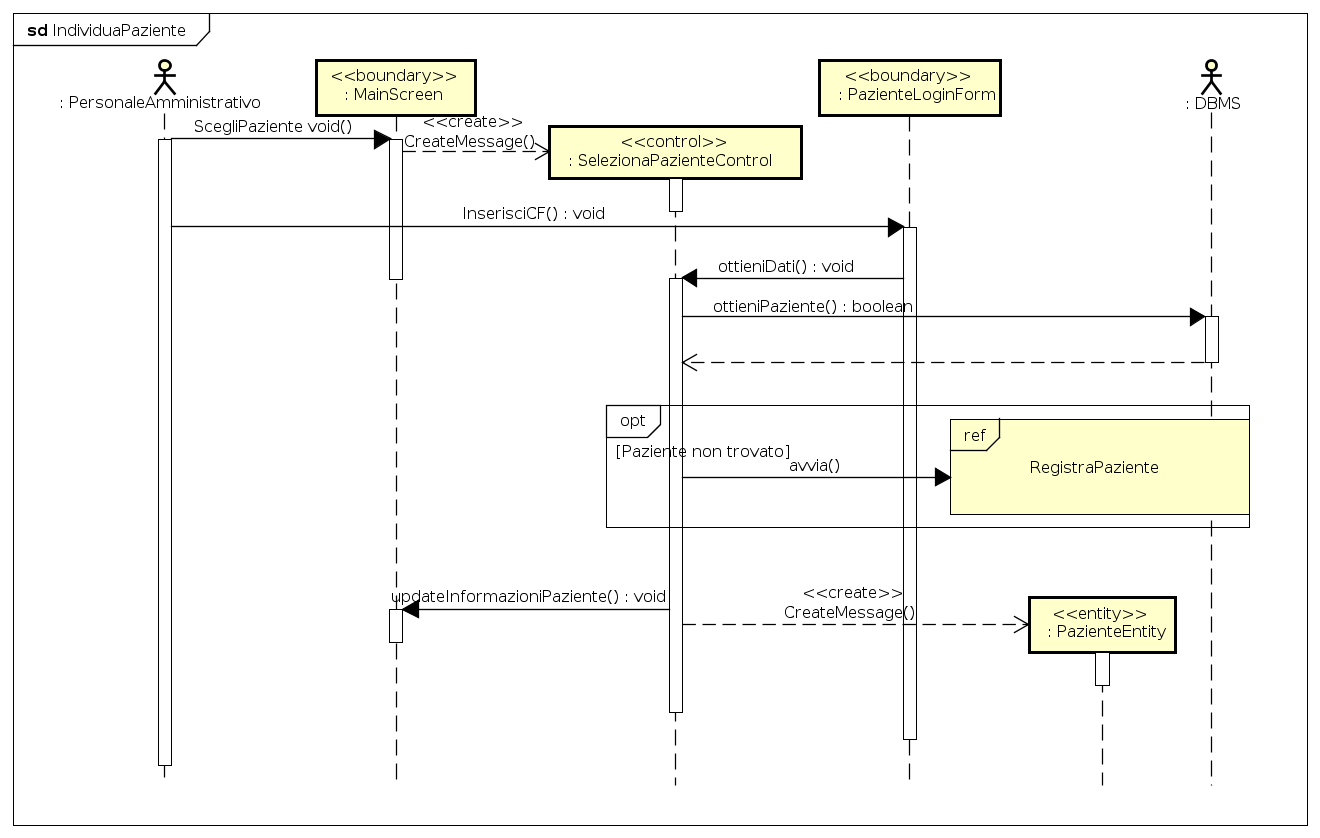 sd IndividuaPaziente
: PersonaleAmministrativo
<<boundary>>
: MainScreen
<<boundary>>
: PazienteLoginForm
: DBMS
ScegliPaziente void()
<<create>>
CreateMessage()
<<control>>
: SelezionaPazienteControl
InserisciCF() : void
ottieniDati() : void
ottieniPaziente() : boolean
opt
[Paziente non trovato]
avvia()
ref
RegistraPaziente
updateInformazioniPaziente() : void
<<create>>
CreateMessage()
<<entity>>
: PazienteEntity